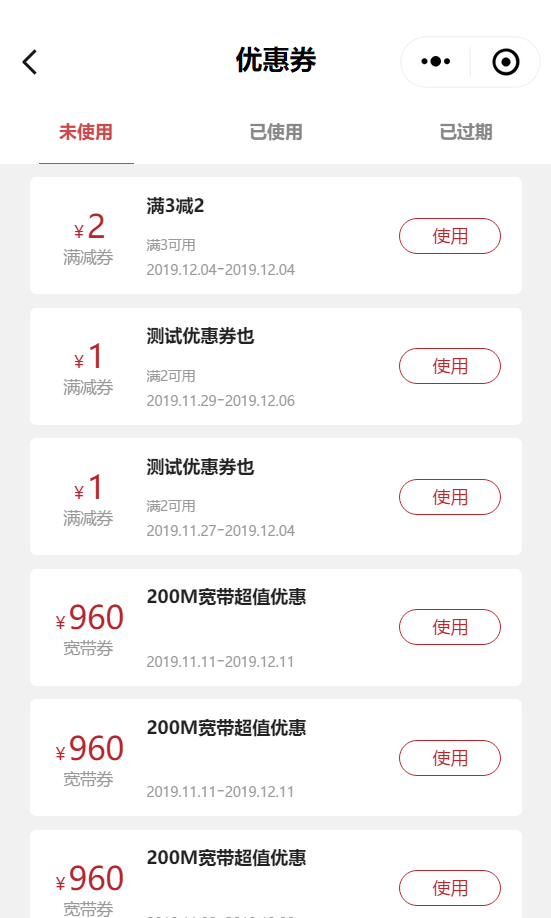 优惠券
未使用 已使用 已过期
满3减2
¥2
满减券
满3可用
2019.12.04-2019.12.04
使用
测试优惠券也
¥1
满减券
满2可用
2019.11.29-2019.12.06
使用
测试优惠券也
¥1
满减券
满2可用
2019.11.27-2019.12.04
使用
200M宽带超值优惠
¥960
宽带券
2019.11.11-2019.12.11
使用
200M宽带超值优惠
¥960
宽带券
2019.11.11-2019.12.11
使用
200M宽带超值优惠
¥960
宽带券
使用